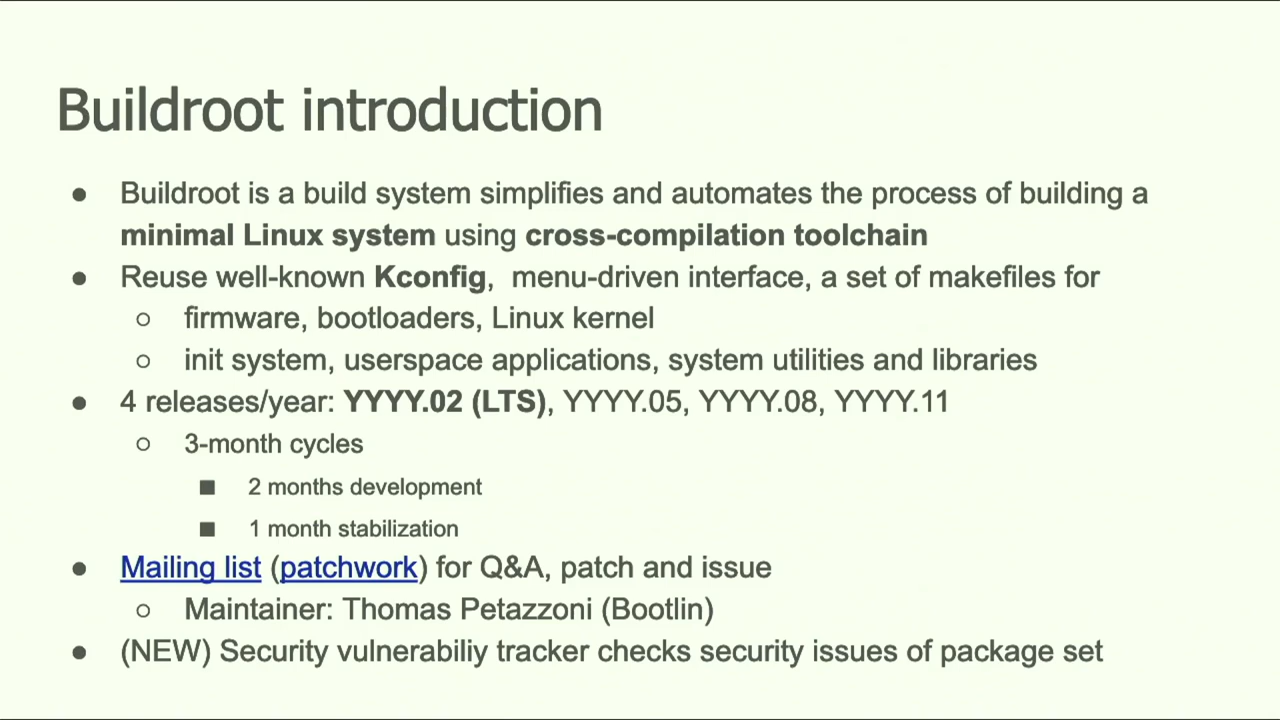 Buildroot introduction
● Buildroot is a build system simplifies and automates the process of building a
minimal Linux system using cross-compilation toolchain
● Reuse well-known Kconfig, menu-driven interface, a set of makefiles for
○ firmware, bootloaders, Linux kernel
○ init system, userspace applications, system utilities and libraries
● 4 releases/year: YYYY.02 (LTS), YYYY.05, YYYY.08, YYYY.11
○ 3-month cycles
■ 2 months development
■ 1 month stabilization
● Mailing list (patchwork) for Q&A, patch and issue
○ Maintainer: Thomas Petazzoni (Bootlin)
● (NEW) Security vulnerabiliy tracker checks security issues of package set